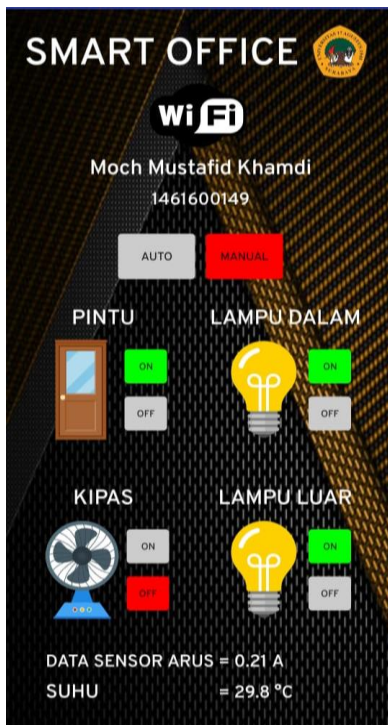 SMART OFFICE
Wi Fi
Moch Mustafid Khamdi
1461600149
AUTO MANUAL
PINTU LAMPU DALAM
ON ON
OFF OFF
KIPAS LAMPU LUAR
ON ON
OFF OFF
DATA SENSOR ARUS = 0.21 A
SUHU = 29.8 °C